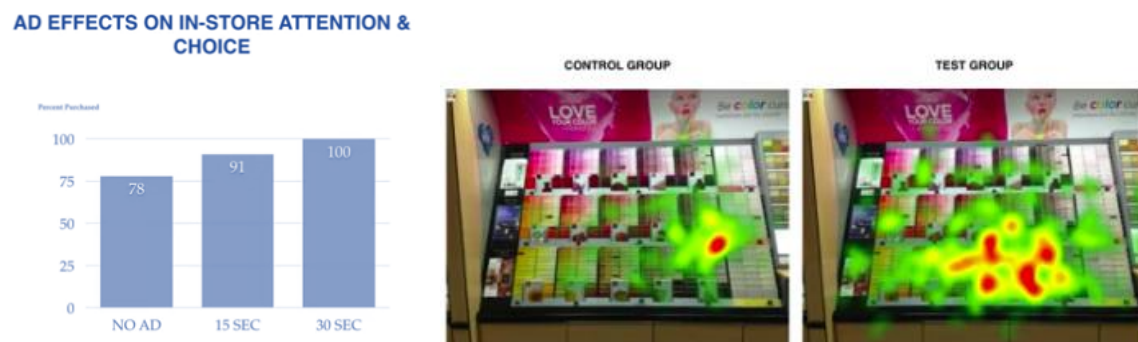 AD EFFECTS ON IN-STORE ATTENTION &
CHOICE
Percent Purchased
100
75
50
25
0
78
91
100
NO AD
15 SEC
30 SEC
CONTROL GROUP
LOVE
YOUR COLOR
Be color
TEST GROUP
LOVE
YOUR COLOR
Be color